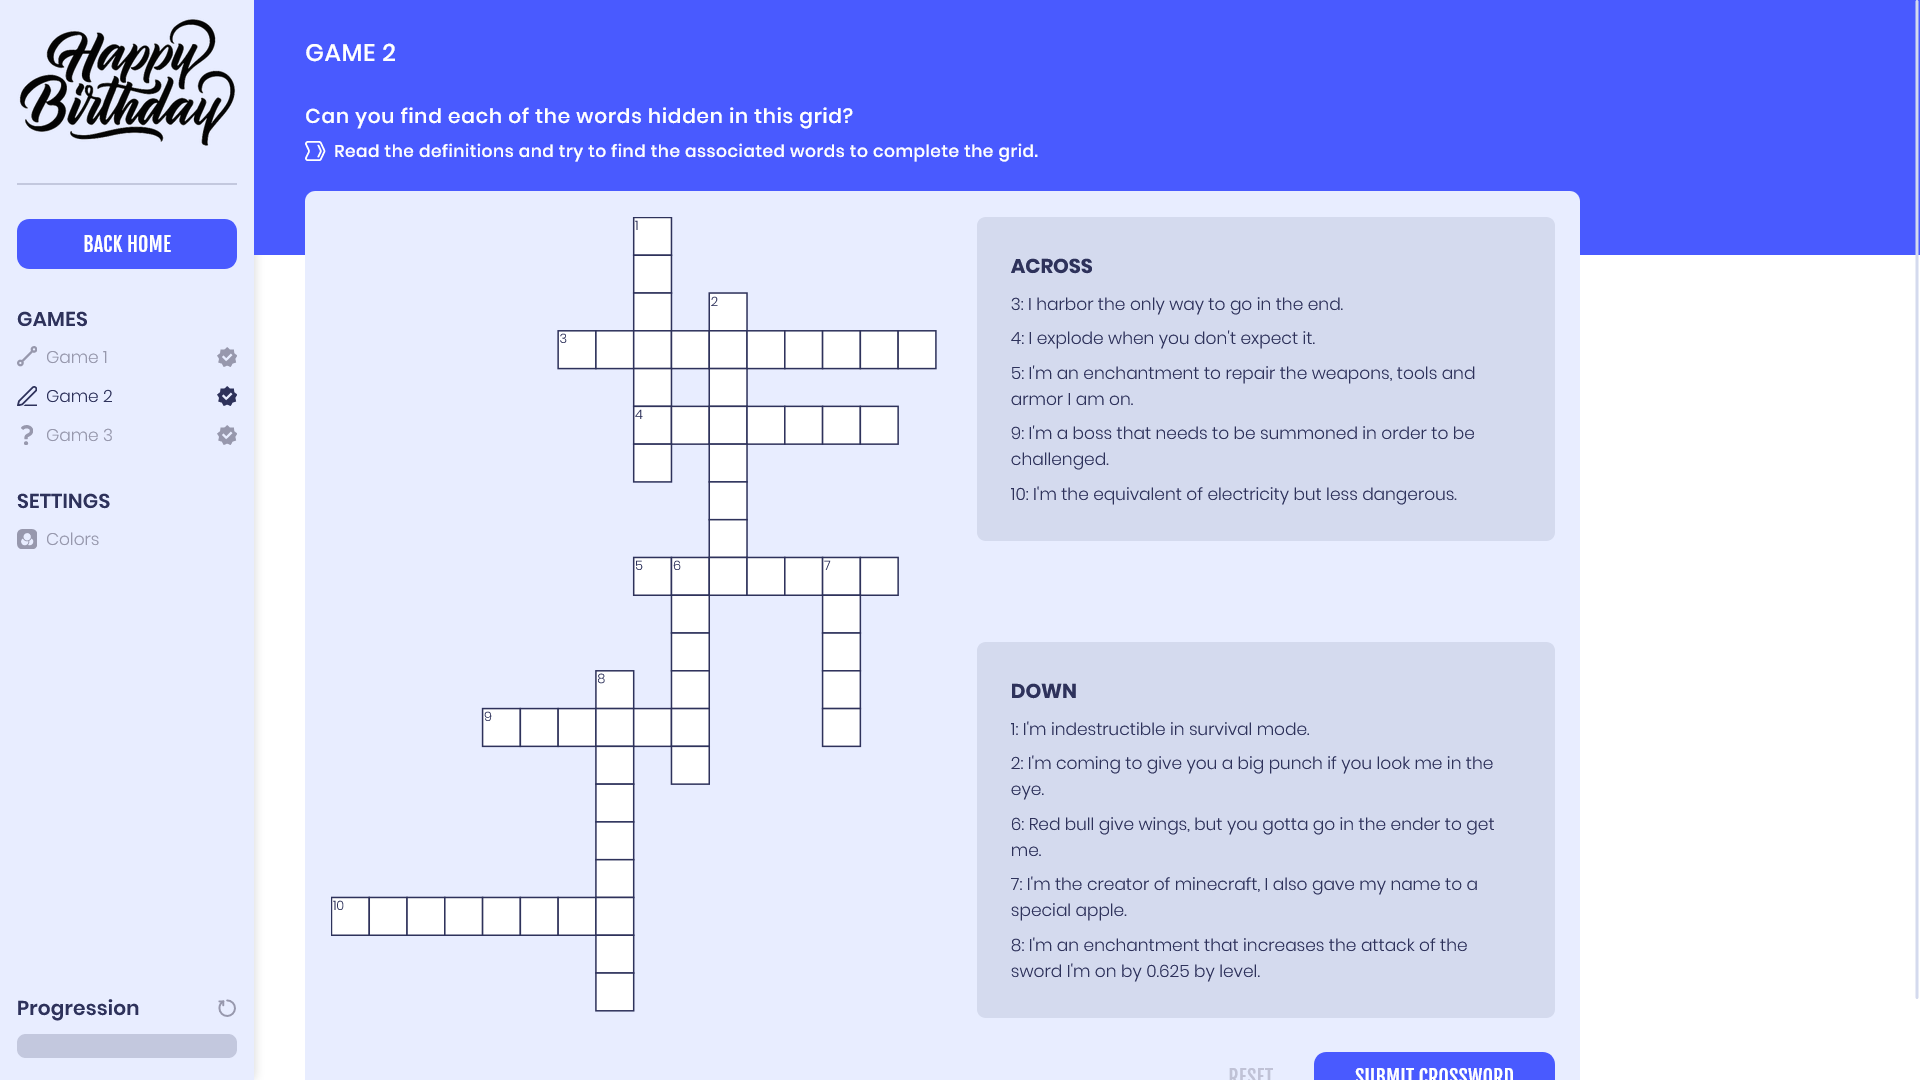 Happy
Birthday
BACK HOME
GAMES
Game 1
Game 2
Game 3
SETTINGS
Colors
Progression
GAME 2
Can you find each of the words hidden in this grid?
Read the definitions and try to find the associated words to complete the grid.
1
2
3
4
5 6 7
8
9
10
ACROSS
3: I harbor the only way to go in the end.
4: I explode when you don't expect it.
5: I'm an enchantment to repair the weapons, tools and
armor I am on.
9: I'm a boss that needs to be summoned in order to be
challenged.
10: I'm the equivalent of electricity but less dangerous.
DOWN
1: I'm indestructible in survival mode.
2: I'm coming to give you a big punch if you look me in the
eye.
6: Red bull give wings, but you gotta go in the ender to get
me.
7: I'm the creator of minecraft, I also gave my name to a
special apple.
8: I'm an enchantment that increases the attack of the
sword I'm on by 0.625 by level.
RESET
SUBMIT CROSSWORD